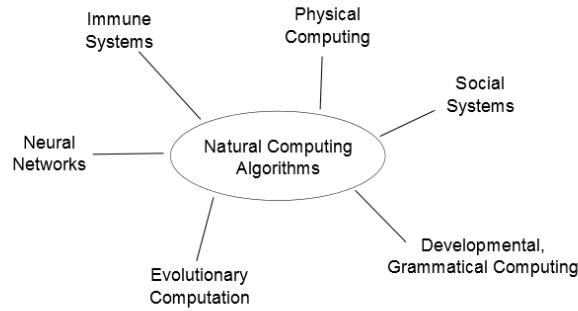 Immune
Systems
Physical
Computing
Social
Systems
Neural
Networks
Natural Computing
Algorithms
Developmental,
Grammatical Computing
Evolutionary
Computation